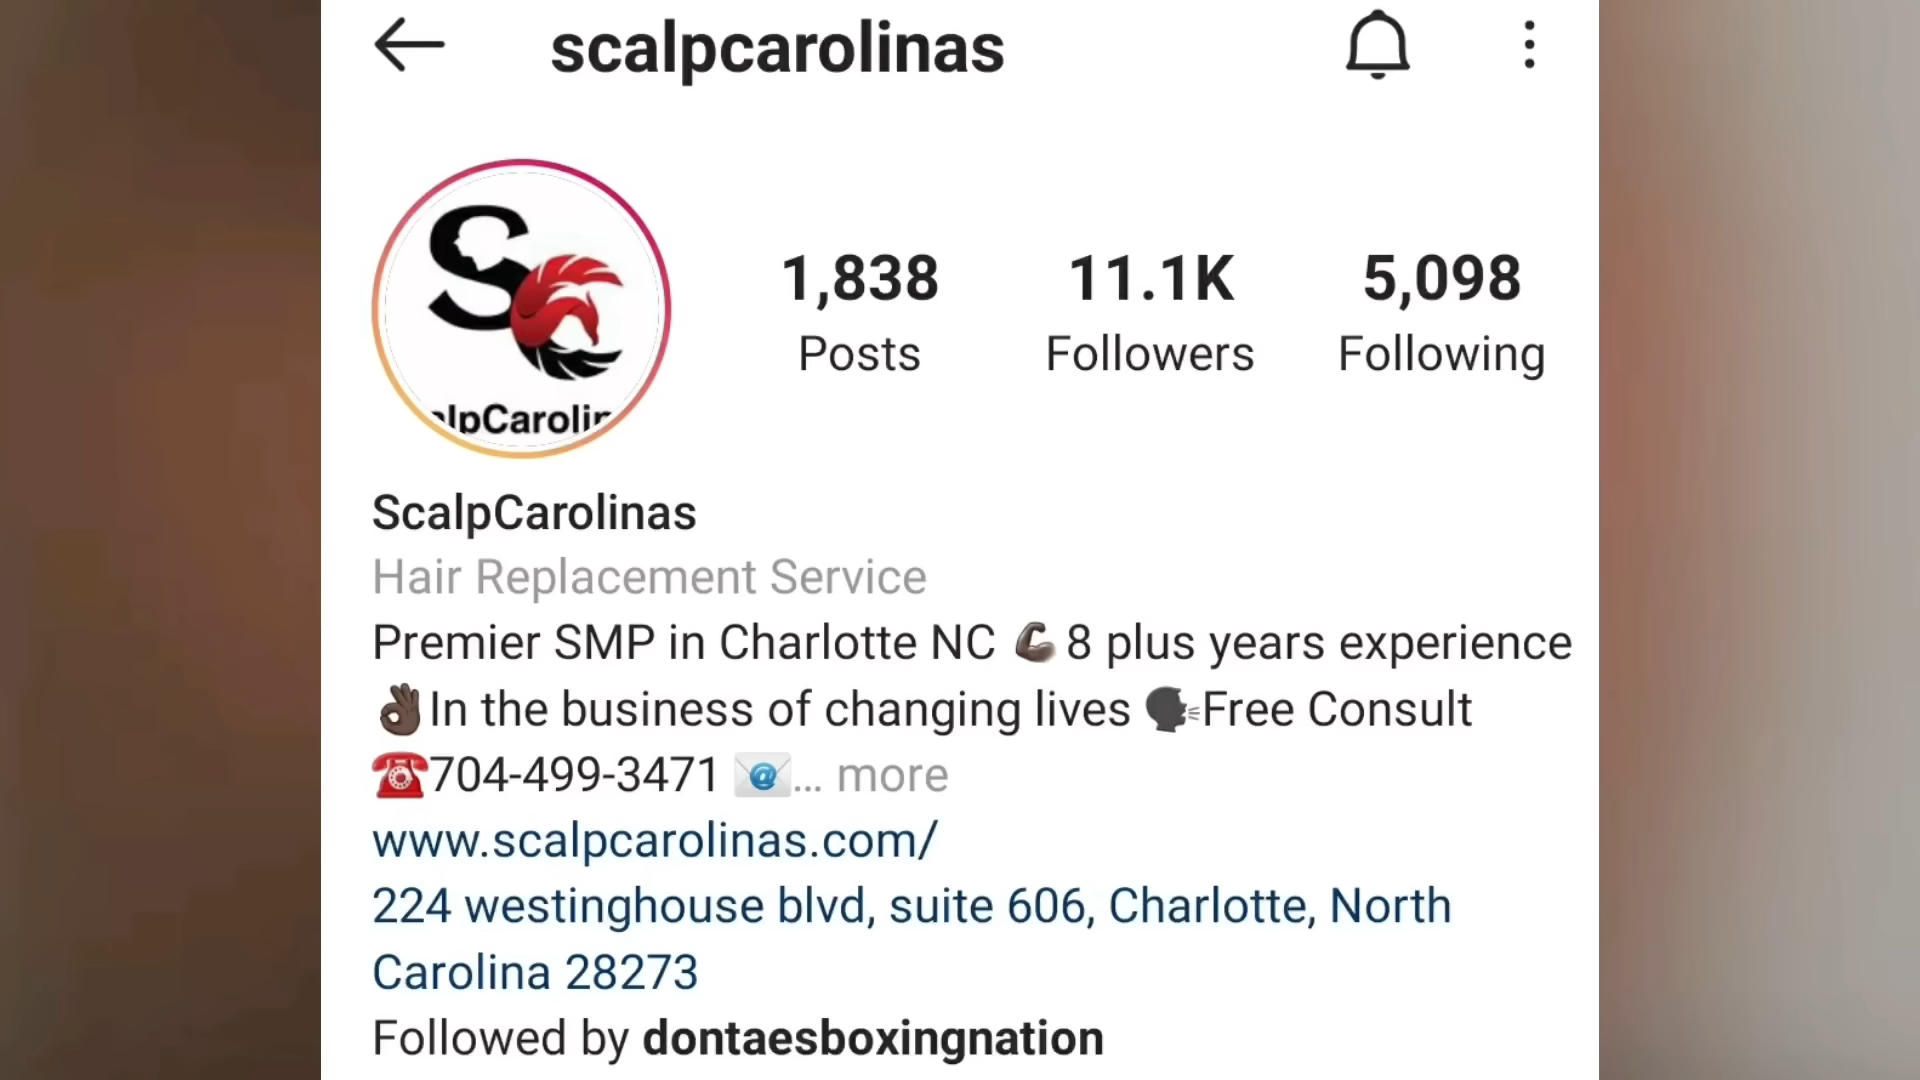 scalpcarolinas
SC
alpCarolin
1,838 11.1K 5,098
Posts Followers Following
ScalpCarolinas
Hair Replacement Service
Premier SMP in Charlotte NC 💪🏿 8 plus years experience
👌🏿In the business of changing lives 🗣️Free Consult
☎️704-499-3471 📧... more
www.scalpcarolinas.com/
224 westinghouse blvd, suite 606, Charlotte, North
Carolina 28273
Followed by dontaesboxingnation